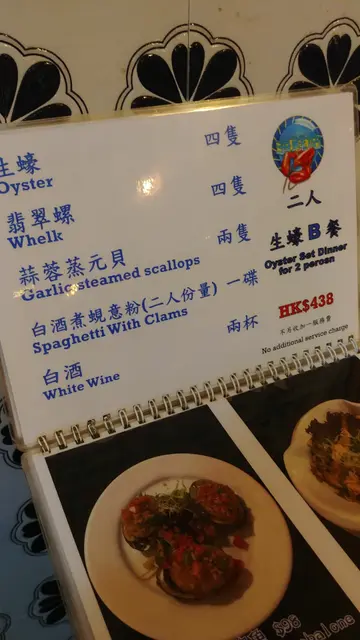 生蠔 四隻
Oyster
翡翠螺 四隻
Whelk
蒜蓉蒸元貝 兩隻
Garlic steamed scallops
白酒煮蜆意粉(二人份量) 一碟
Spaghetti With Clams
白酒 兩杯
White Wine
二人
生蠔 B 餐
Oyster Set Dinner
for 2 person
HK$438
不另收加一服務費
No additional service charge
$98